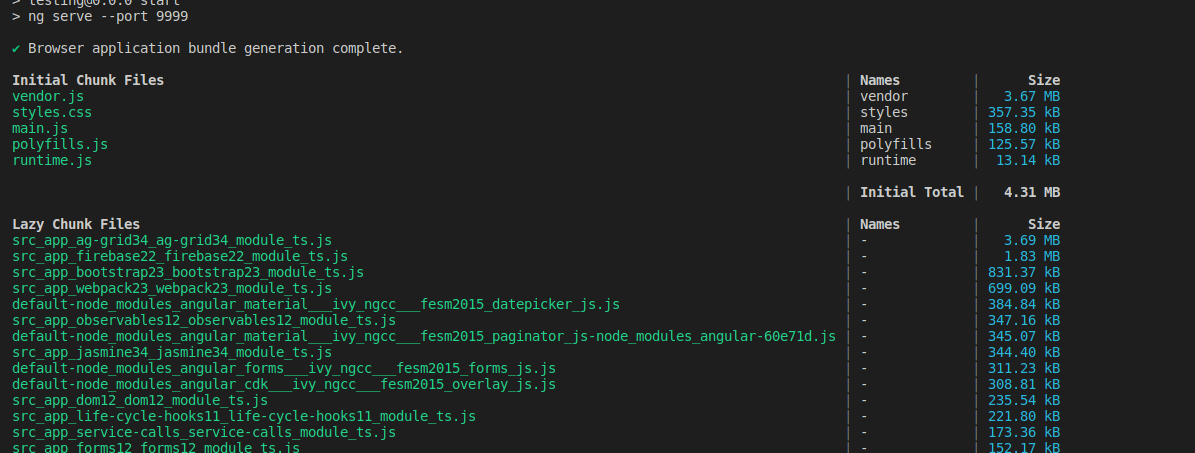 > testing@0.0.0 start
> ng serve --port 9999
✔ Browser application bundle generation complete.
Initial Chunk Files | Names | Size
vendor.js | vendor | 3.67 MB
styles.css | styles | 357.35 kB
main.js | main | 158.80 kB
polyfills.js | polyfills | 125.57 kB
runtime.js | runtime | 13.14 kB
| Initial Total | 4.31 MB
Lazy Chunk Files | Names | Size
src_app_ag-grid34_ag-grid34_module_ts.js | - | 3.69 MB
src_app_firebase22_firebase22_module_ts.js | - | 1.83 MB
src_app_bootstrap23_bootstrap23_module_ts.js | - | 831.37 kB
src_app_webpack23_webpack23_module_ts.js | - | 699.09 kB
default-node_modules_angular_material___ivy_ngcc___fesm2015_datepicker_js.js | - | 384.84 kB
src_app_observables12_observables12_module_ts.js | - | 347.16 kB
default-node_modules_angular_material___ivy_ngcc___fesm2015_paginator_js-node_modules_angular-60e71d.js | - | 345.07 kB
src_app_jasmine34_jasmine34_module_ts.js | - | 344.40 kB
default-node_modules_angular_forms___ivy_ngcc___fesm2015_forms_js.js | - | 311.23 kB
default-node_modules_angular_cdk___ivy_ngcc___fesm2015_overlay_js.js | - | 308.81 kB
src_app_dom12_dom12_module_ts.js | - | 235.54 kB
src_app_life-cycle-hooks11_life-cycle-hooks11_module_ts.js | - | 221.80 kB
src_app_service-calls_service-calls_module_ts.js | - | 173.36 kB
src_app_forms12_forms12_module_ts.js | - | 152.17 kB